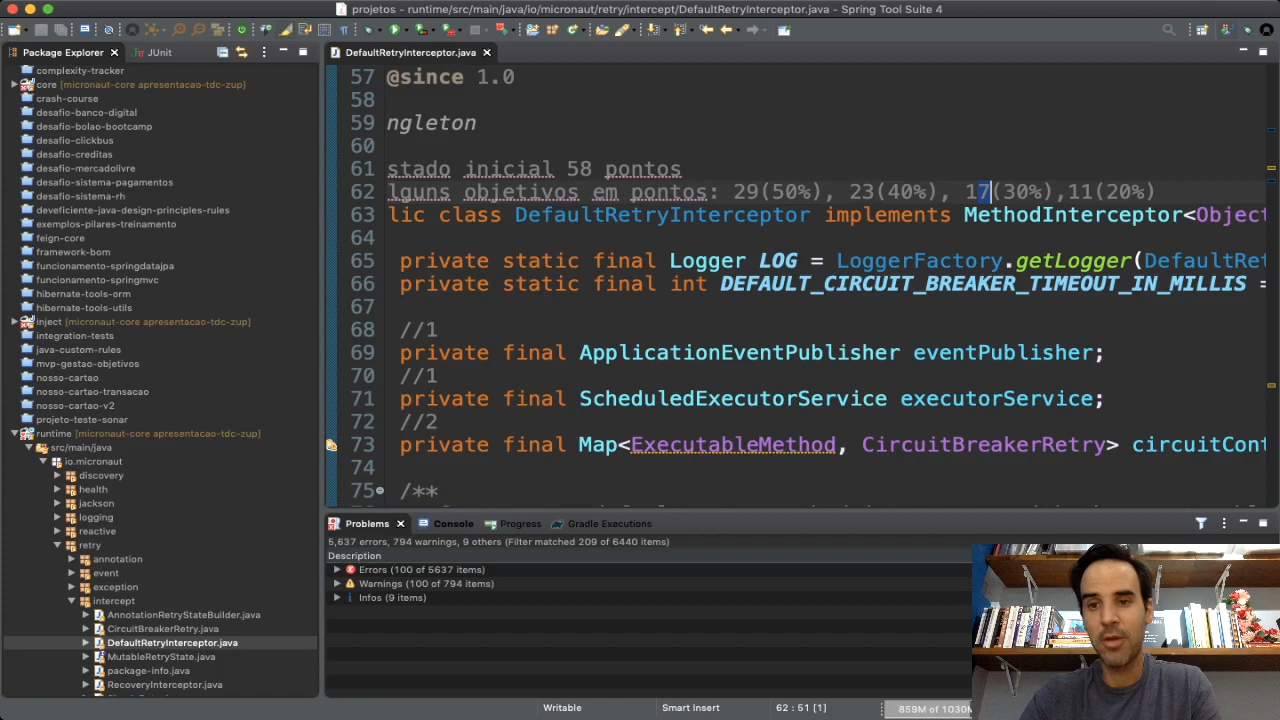 projetos - runtime/src/main/java/io/micronaut/retry/intercept/DefaultRetryInterceptor.java - Spring Tool Suite 4
Package Explorer
JUnit
complexity-tracker
core [micronaut-core apresentacao-tdc-zup]
crash-course
desafio-banco-digital
desafio-bolao-bootcamp
desafio-clickbus
desafio-creditas
desafio-mercadolivre
desafio-sistema-pagamentos
desafio-sistema-rh
deveficiente-java-design-principles-rules
exemplos-pilares-treinamento
feign-core
framework-bom
funcionamento-springdatajpa
funcionamento-springmvc
hibernate-tools-orm
hibernate-tools-utils
inject [micronaut-core apresentacao-tdc-zup]
integration-tests
java-custom-rules
mvp-gestao-objetivos
nosso-cartao
nosso-cartao-transacao
nosso-cartao-v2
projeto-teste-sonar
runtime [micronaut-core apresentacao-tdc-zup]
src/main/java
io.micronaut
discovery
health
jackson
logging
reactive
retry
annotation
event
exception
intercept
AnnotationRetryStateBuilder.java
CircuitBreakerRetry.java
DefaultRetryInterceptor.java
MutableRetryState.java
package-info.java
RecoveryInterceptor.java
DefaultRetryInterceptor.java
57 @since 1.0
58
59 ngleton
60
61 stado inicial 58 pontos
62 lguns objetivos em pontos: 29(50%), 23(40%), 17(30%),11(20%)
63 lic class DefaultRetryInterceptor implements MethodInterceptor<Object
64
65 private static final Logger LOG = LoggerFactory.getLogger(DefaultRet
66 private static final int DEFAULT_CIRCUIT_BREAKER_TIMEOUT_IN_MILLIS =
67
68 //1
69 private final ApplicationEventPublisher eventPublisher;
70 //1
71 private final ScheduledExecutorService executorService;
72 //2
73 private final Map<ExecutableMethod, CircuitBreakerRetry> circuitCont
74
75 /**
Problems
Console
Progress
Gradle Executions
5,637 errors, 794 warnings, 9 others (Filter matched 209 of 6440 items)
Description
Errors (100 of 5637 items)
Warnings (100 of 794 items)
Infos (9 items)
Writable
Smart Insert
62 : 51 [1]
859M of 1030M